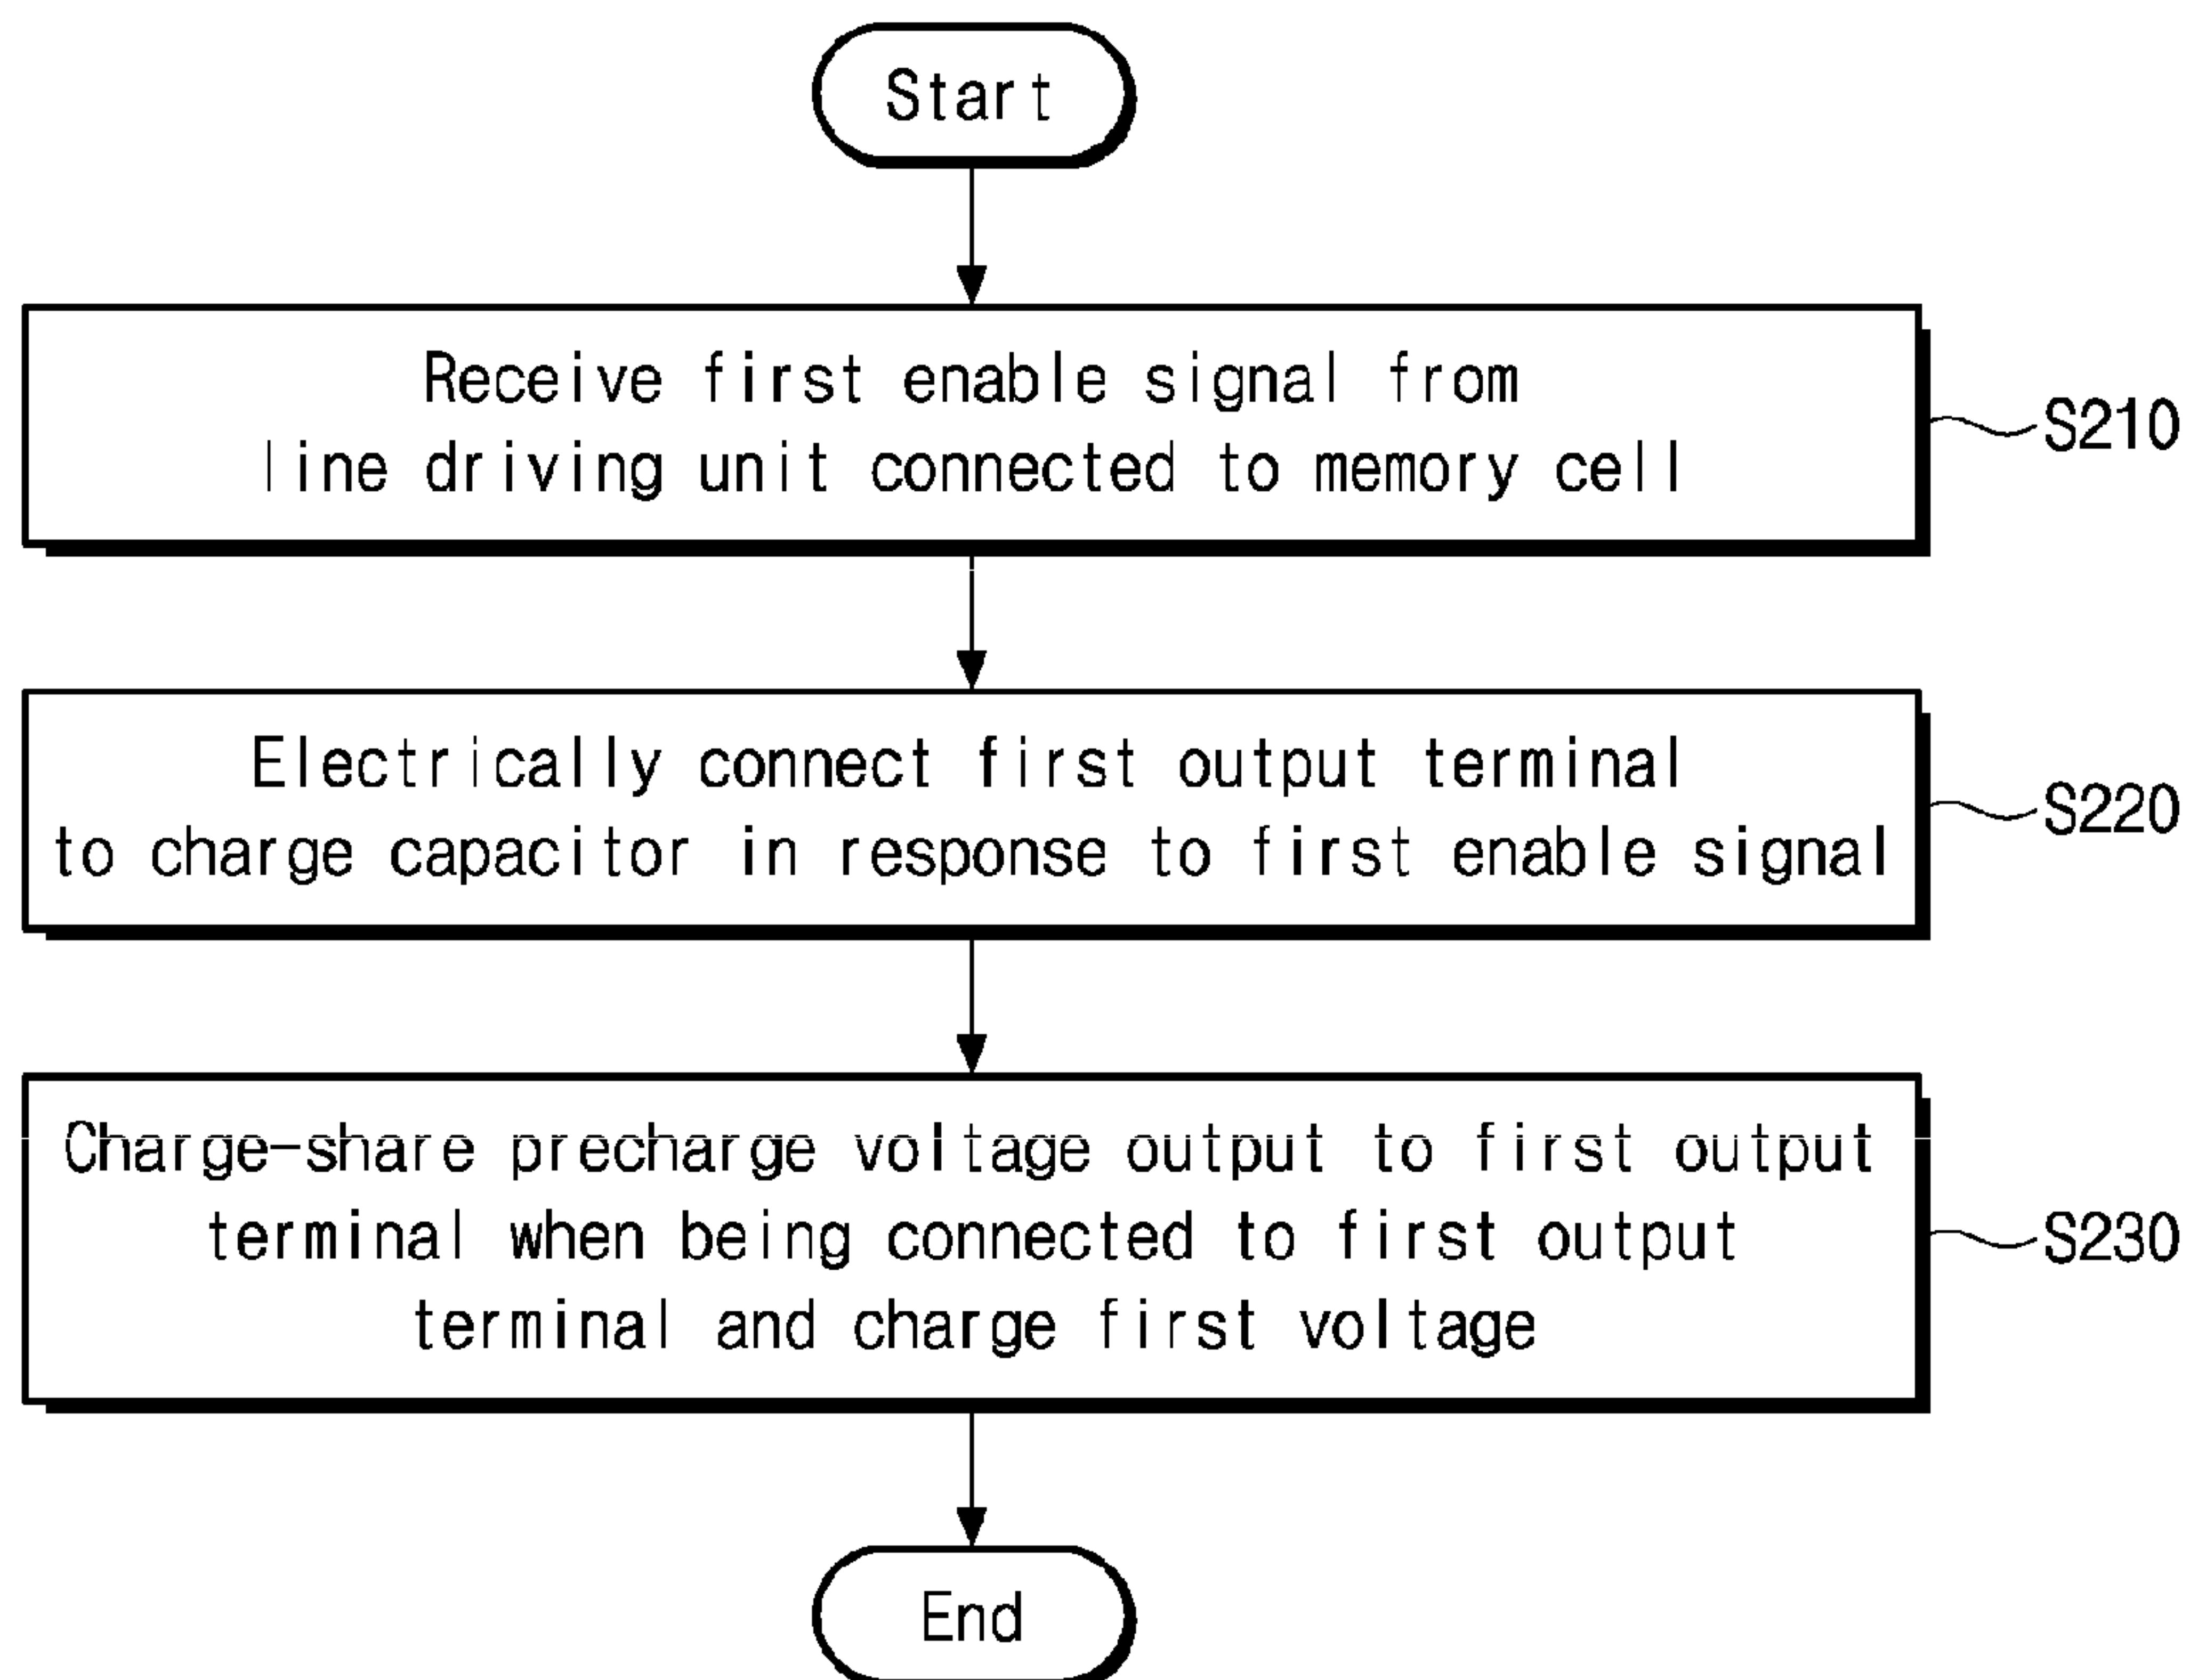 Start
Receive first enable signal from
line driving unit connected to memory cell
S210
Electrically connect first output terminal
to charge capacitor in response to first enable signal
S220
Charge-share precharge voltage output to first output
terminal when being connected to first output
terminal and charge first voltage
S230
End